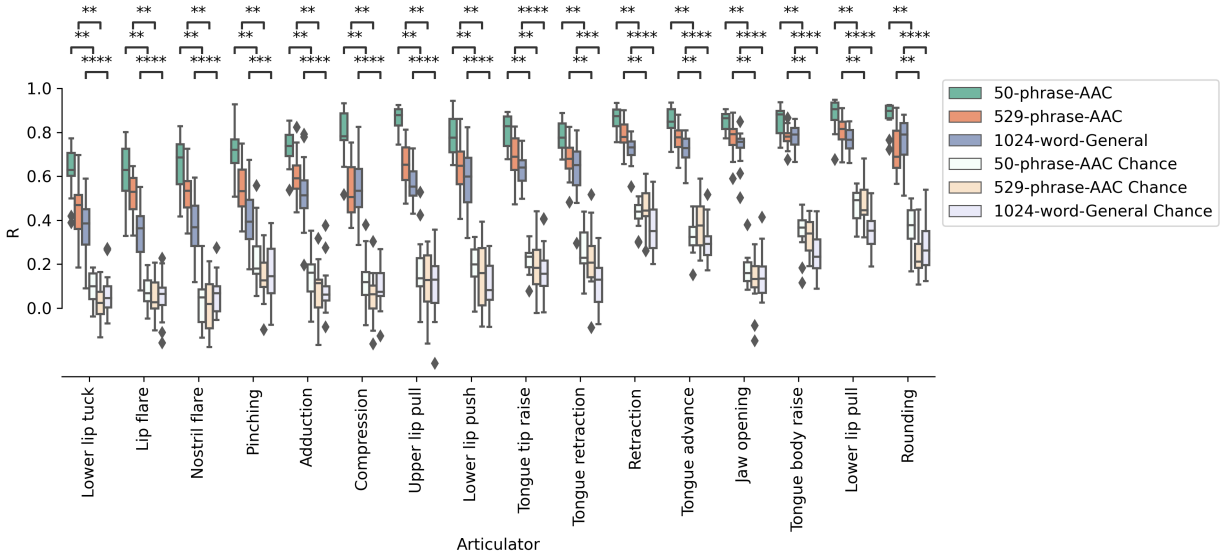 ** ** ** ** ** ** ** ** **** ** ** ** ** ** ** **
** ** ** ** ** ** ** ** ** *** **** **** **** **** **** ****
**** **** **** *** **** **** **** **** ** ** ** ** ** ** ** **
1.0
0.8
0.6
0.4
0.2
0.0
R
50-phrase-AAC
529-phrase-AAC
1024-word-General
50-phrase-AAC Chance
529-phrase-AAC Chance
1024-word-General Chance
Lower lip tuck
Lip flare
Nostril flare
Pinching
Adduction
Compression
Upper lip pull
Lower lip push
Tongue tip raise
Tongue retraction
Retraction
Tongue advance
Jaw opening
Tongue body raise
Lower lip pull
Rounding
Articulator